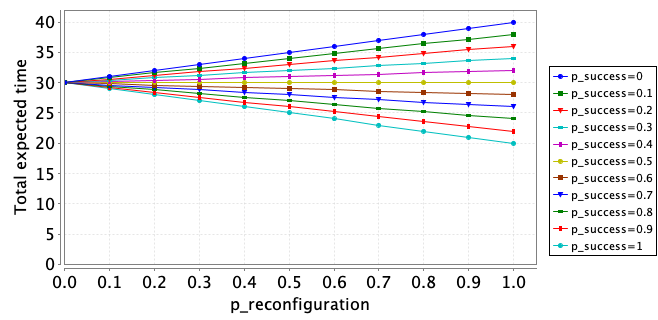 40
35
30
25
20
15
10
5
0
Total expected time
0.0 0.1 0.2 0.3 0.4 0.5 0.6 0.7 0.8 0.9 1.0
p_reconfiguration
p_success=0
p_success=0.1
p_success=0.2
p_success=0.3
p_success=0.4
p_success=0.5
p_success=0.6
p_success=0.7
p_success=0.8
p_success=0.9
p_success=1